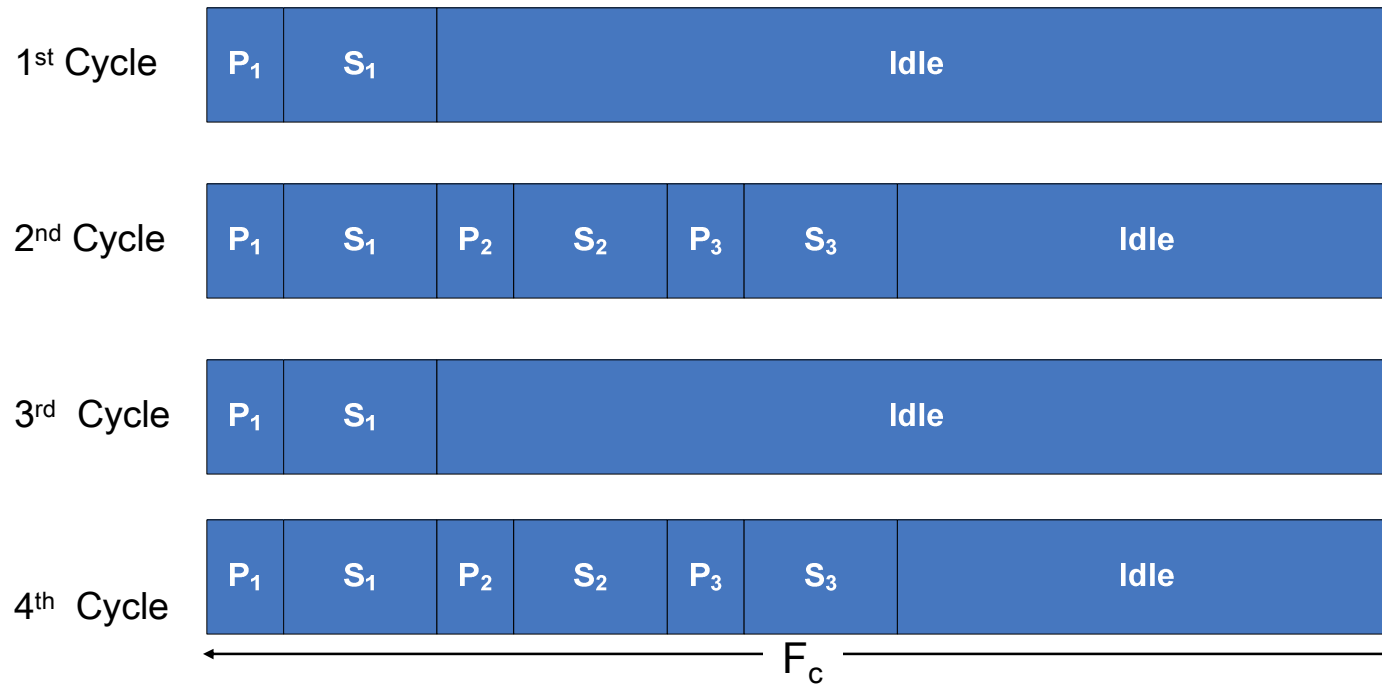 1st Cycle P1 S1 Idle
2nd Cycle P1 S1 P2 S2 P3 S3 Idle
3rd Cycle P1 S1 Idle
4th Cycle P1 S1 P2 S2 P3 S3 Idle
Fc